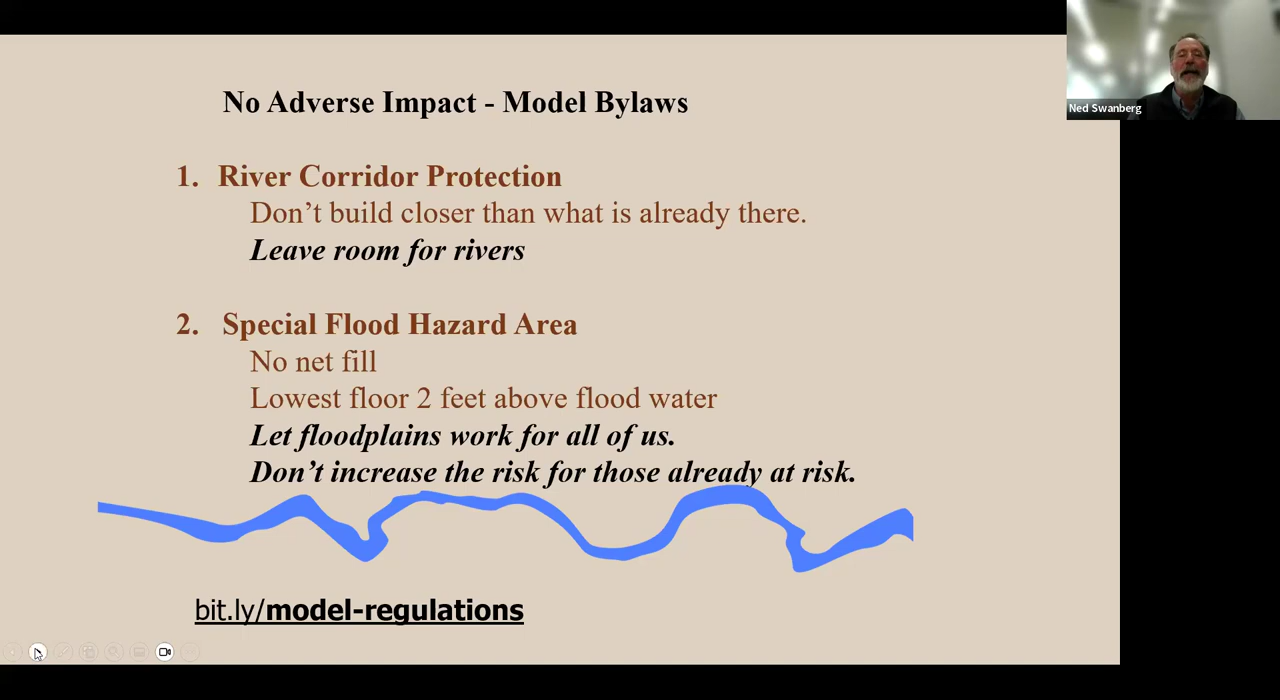 No Adverse Impact - Model Bylaws
1. River Corridor Protection
Don’t build closer than what is already there.
Leave room for rivers
2. Special Flood Hazard Area
No net fill
Lowest floor 2 feet above flood water
Let floodplains work for all of us.
Don’t increase the risk for those already at risk.
bit.ly/model-regulations
Ned Swanberg